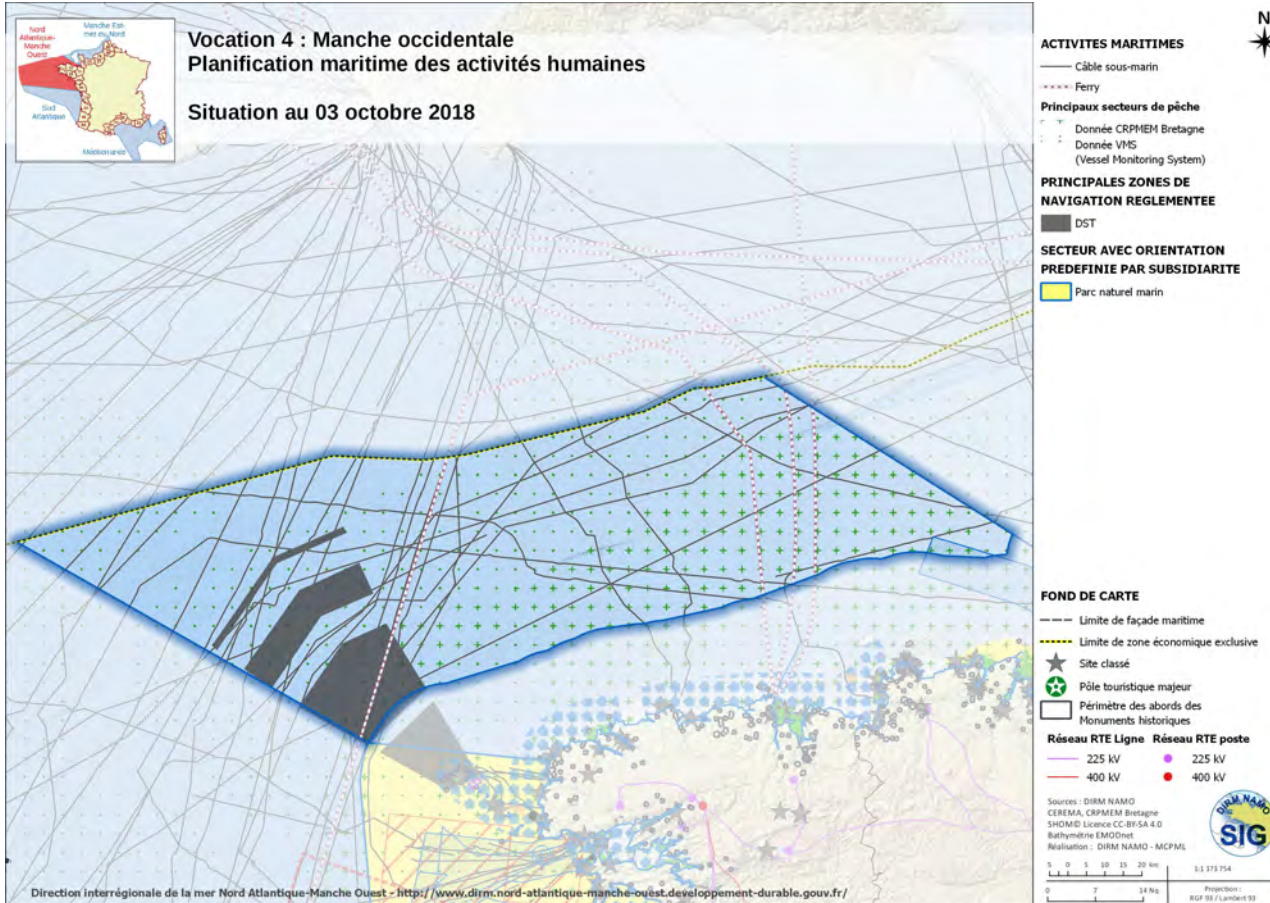 Nord
Atlantique-
Manche
Ouest
Manche Est-
mer du Nord
Sud
Atlantique
Vocation 4 : Manche occidentale
Planification maritime des activités humaines
Situation au 03 octobre 2018
N
ACTIVITES MARITIMES
Câble sous-marin
Ferry
Principaux secteurs de pêche
Donnée CRPMEM Bretagne
Donnée VMS
(Vessel Monitoring System)
PRINCIPALES ZONES DE
NAVIGATION REGLEMENTEE
DST
SECTEUR AVEC ORIENTATION
PREDEFINIE PAR SUBSIDIARITE
Parc naturel marin
FOND DE CARTE
Limite de façade maritime
Limite de zone économique exclusive
Site classé
Pôle touristique majeur
Périmètre des abords des
Monuments historiques
Réseau RTE Ligne Réseau RTE poste
225 kV 225 kV
400 kV 400 kV
Sources : DIRM NAMO
CEREMA, CRPMEM Bretagne
SHOM© Licence CC-BY-SA 4.0
Bathymétrie EMODnet
Réalisation : DIRM NAMO - MCPML
DIRM NAMO
SIG
5 0 5 10 15 20 km
1:1 373 754
0 7 14 Nq
Projection :
RGF 93 / Lambert 93
Direction interrégionale de la mer Nord Atlantique-Manche Ouest - http://www.dirm.nord-atlantique-manche-ouest.developpement-durable.gouv.fr/